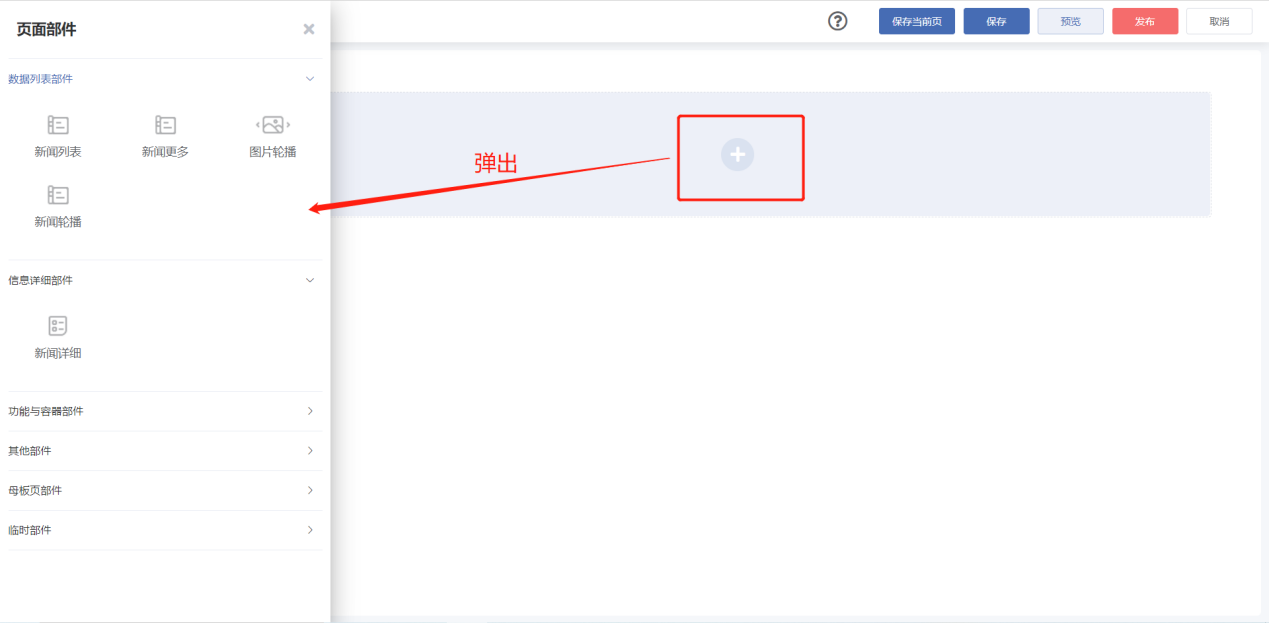 页面部件
保存当前页
保存
预览
发布
取消
数据列表部件
新闻列表
新闻更多
图片轮播
新闻轮播
弹出
信息详细部件
新闻详细
功能与容器部件
其他部件
母板页部件
临时部件